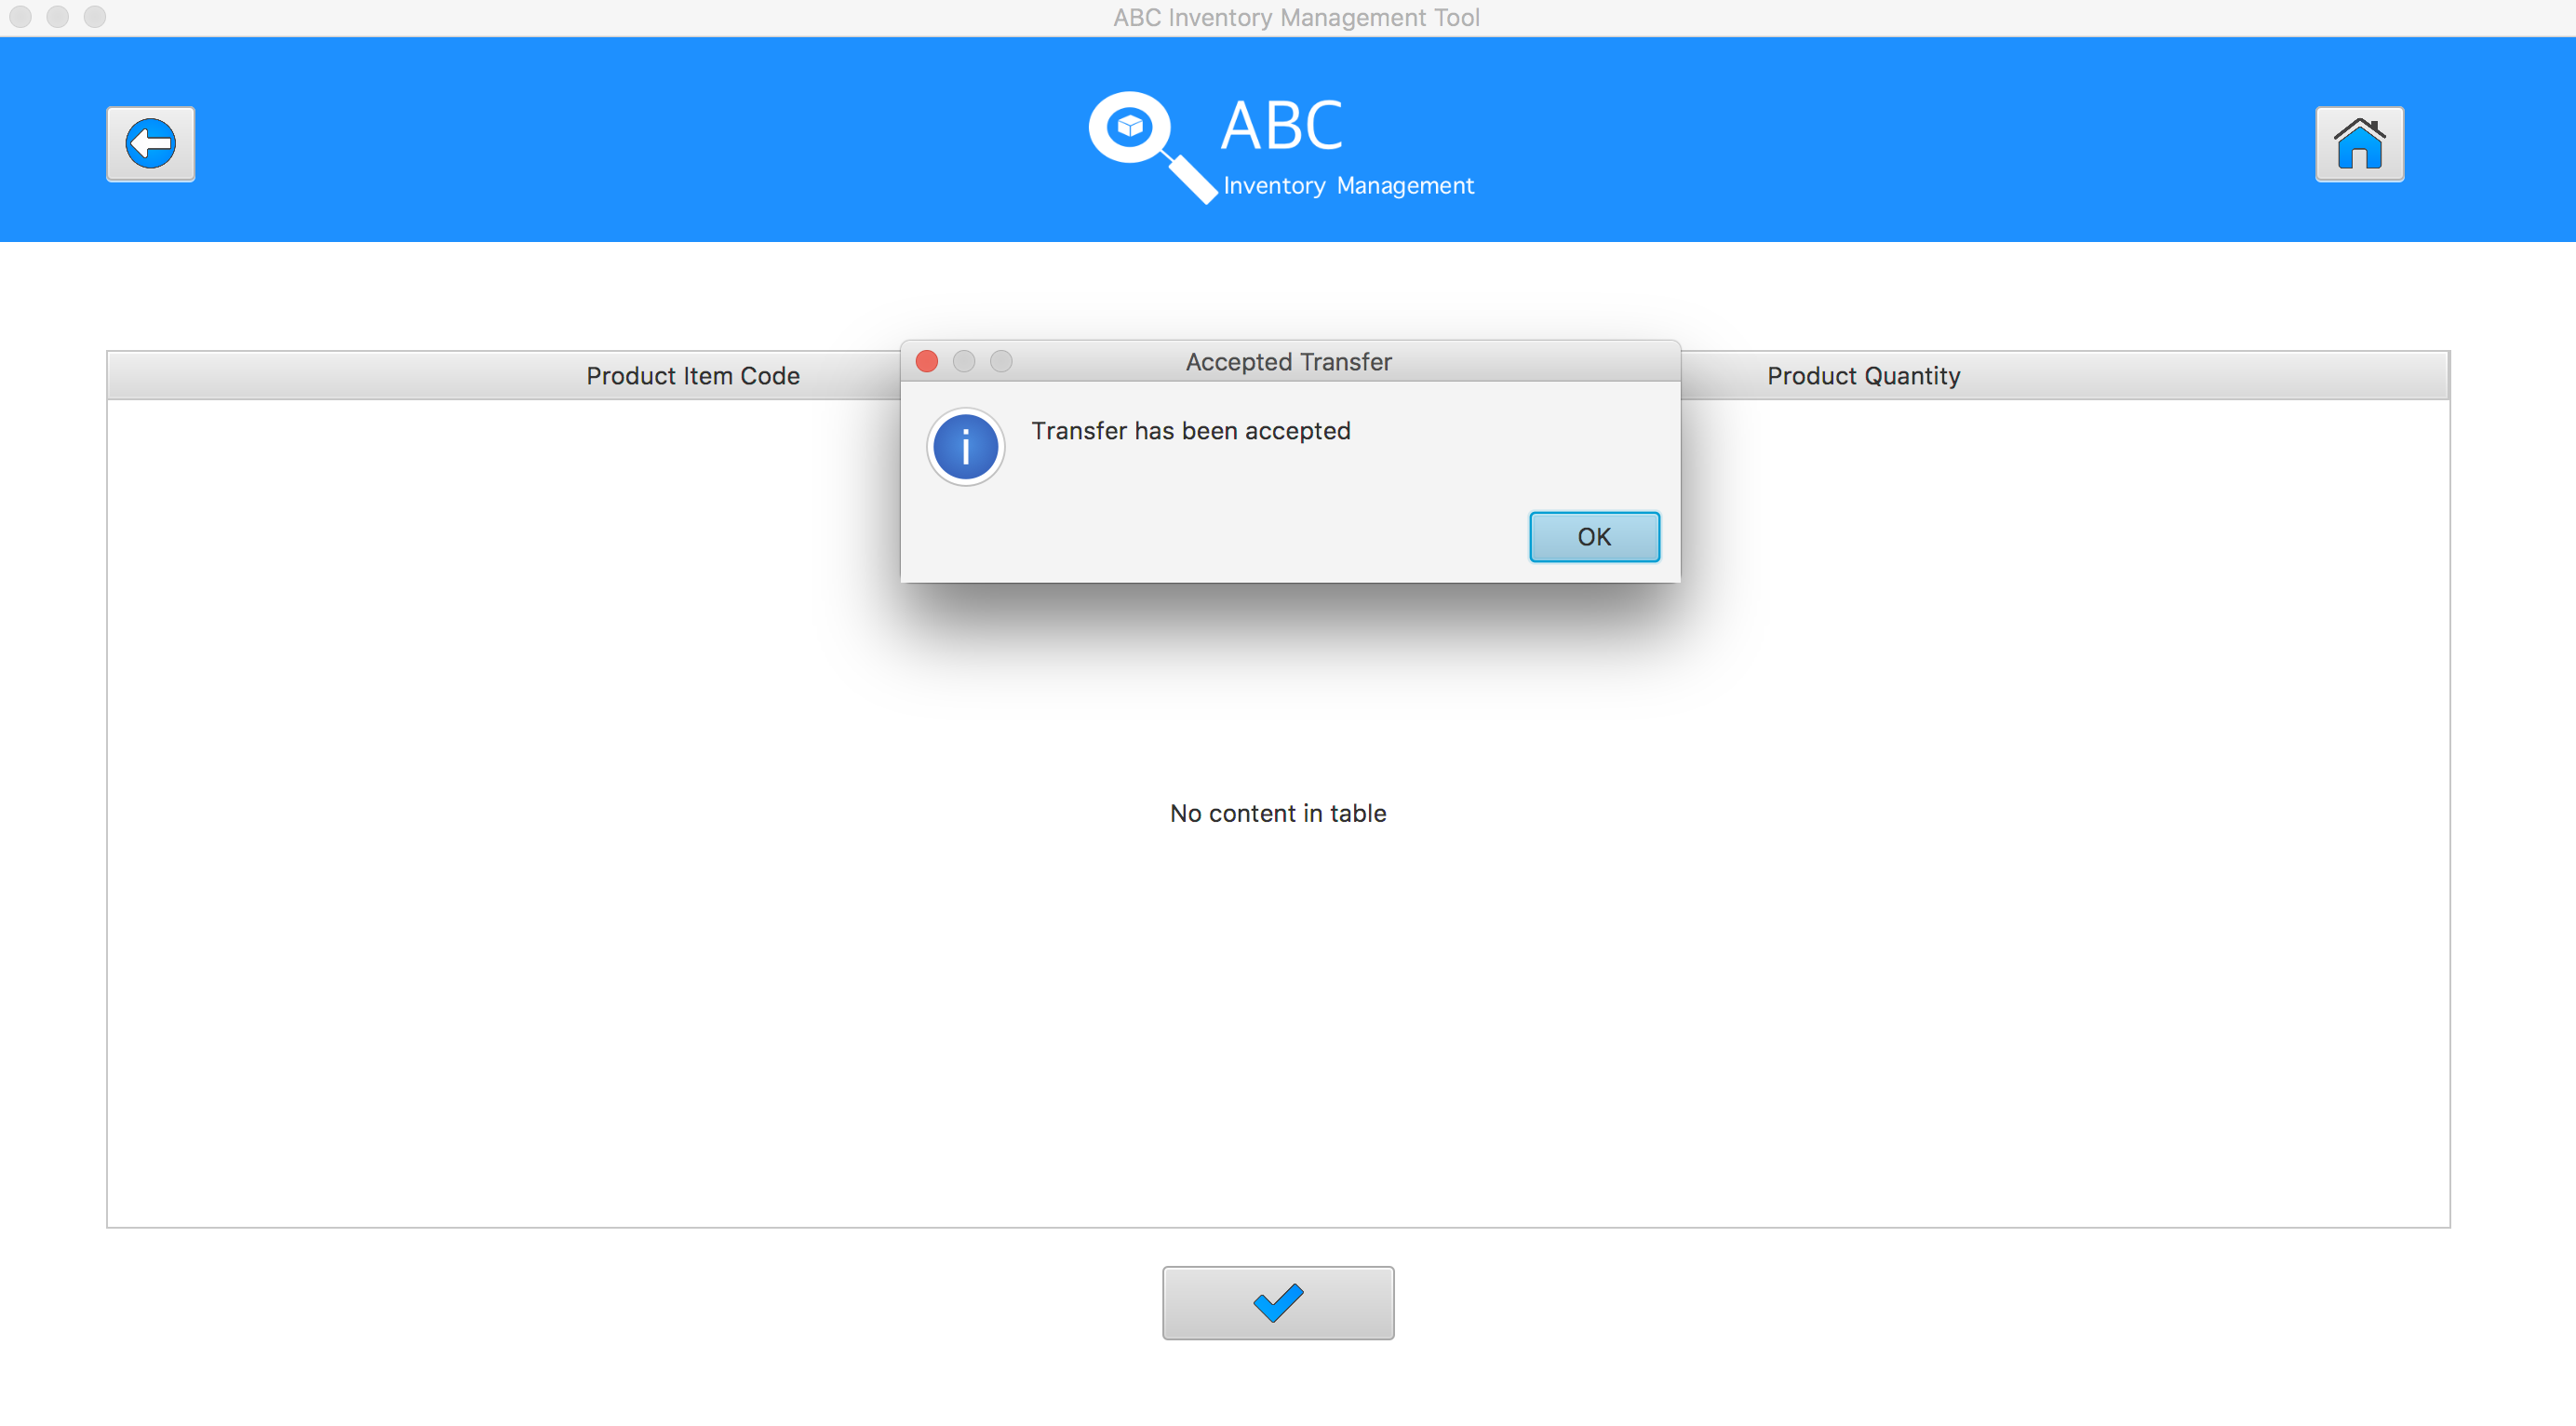 ABC Inventory Management Tool
ABC
Inventory Management
Product Item Code
Product Quantity
Accepted Transfer
Transfer has been accepted
OK
No content in table